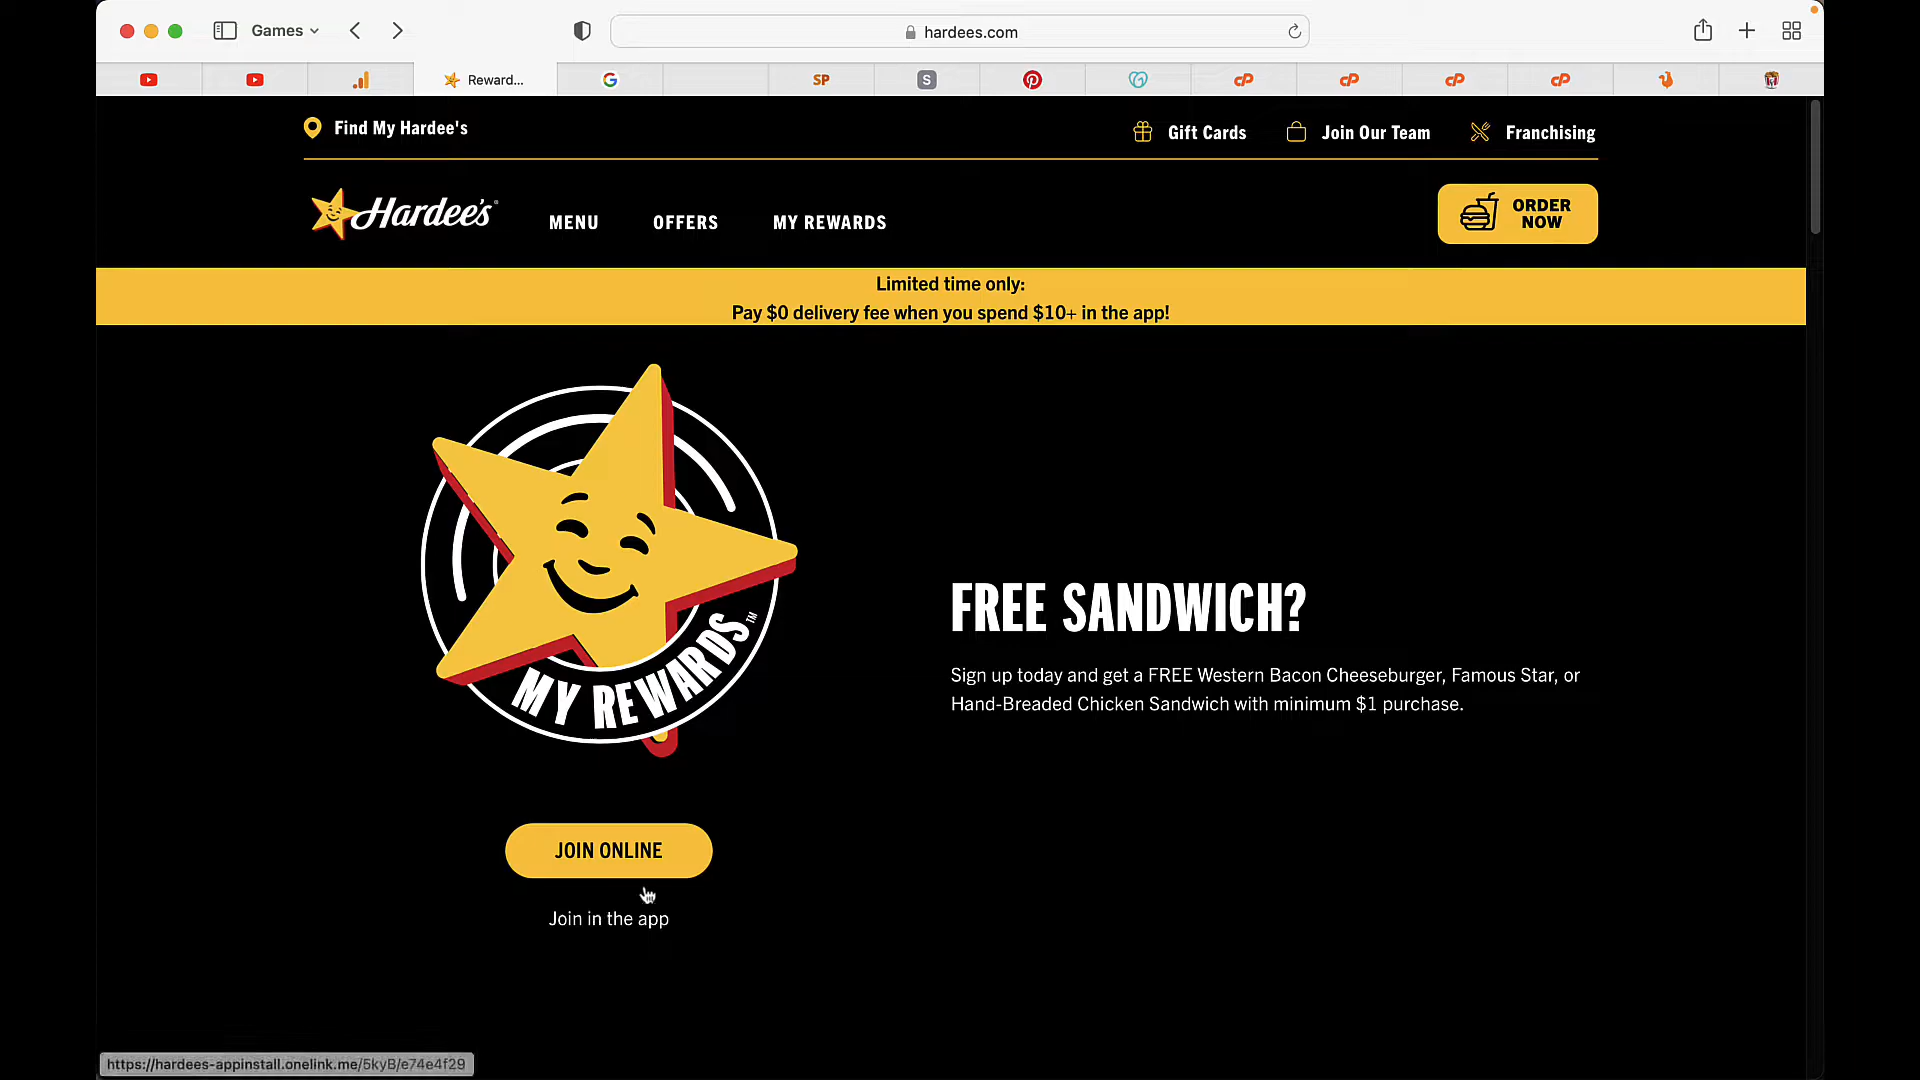 Games
hardees.com
Reward...
SP
S
Find My Hardee's
Gift Cards
Join Our Team
Franchising
Hardee's
MENU
OFFERS
MY REWARDS
ORDER
NOW
Limited time only:
Pay $0 delivery fee when you spend $10+ in the app!
MY REWARDS™
FREE SANDWICH?
Sign up today and get a FREE Western Bacon Cheeseburger, Famous Star, or
Hand-Breaded Chicken Sandwich with minimum $1 purchase.
JOIN ONLINE
Join in the app
https://hardees-appinstall.onelink.me/5kyB/e74e4f29